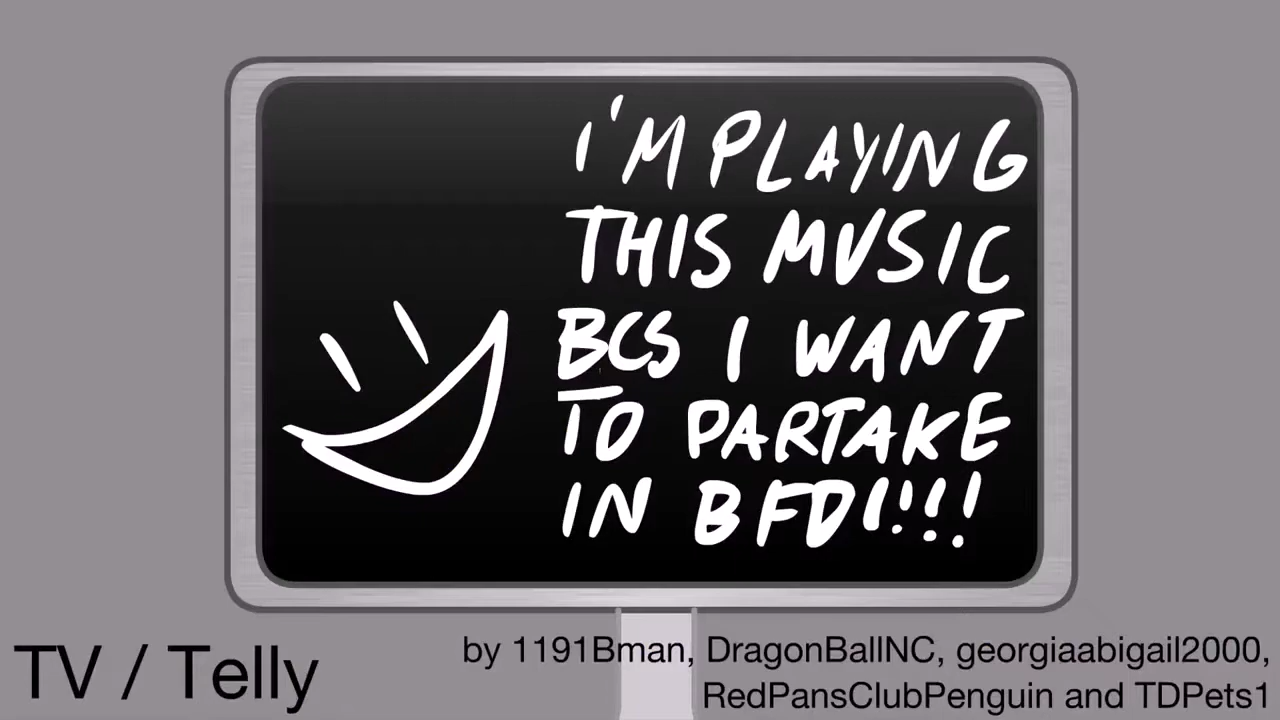 I'M PLAYING
THIS MUSIC
BCS I WANT
TO PARTAKE
IN BFDI!!!
TV / Telly
by 1191Bman, DragonBallNC, georgiaabigail2000,
RedPansClubPenguin and TDPets1